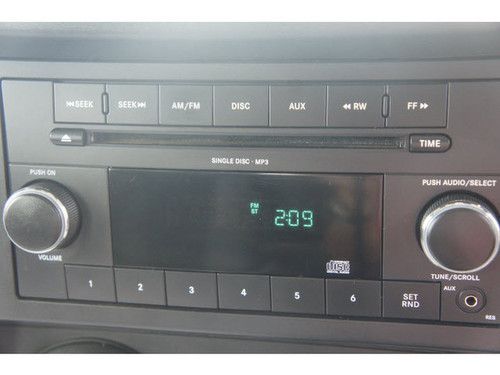 ⏮SEEK SEEK⏭ AM/FM DISC AUX ◀◀ RW FF ▶▶
TIME
SINGLE DISC · MP3
PUSH ON
PUSH AUDIO/SELECT
FM
ST
2:09
VOLUME
TUNE/SCROLL
1 2 3 4 5 6
SET
RND
AUX
RES